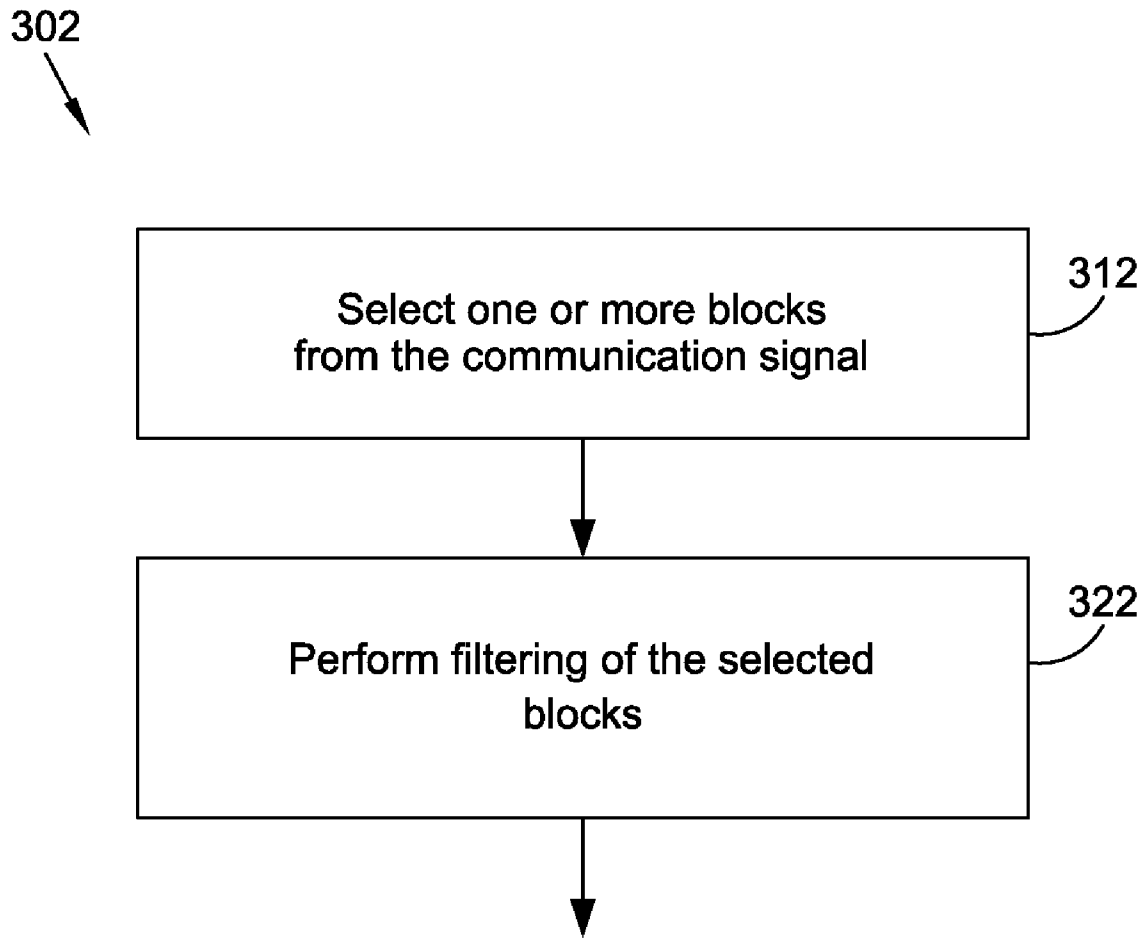 302
312
Select one or more blocks
from the communication signal
322
Perform filtering of the selected
blocks